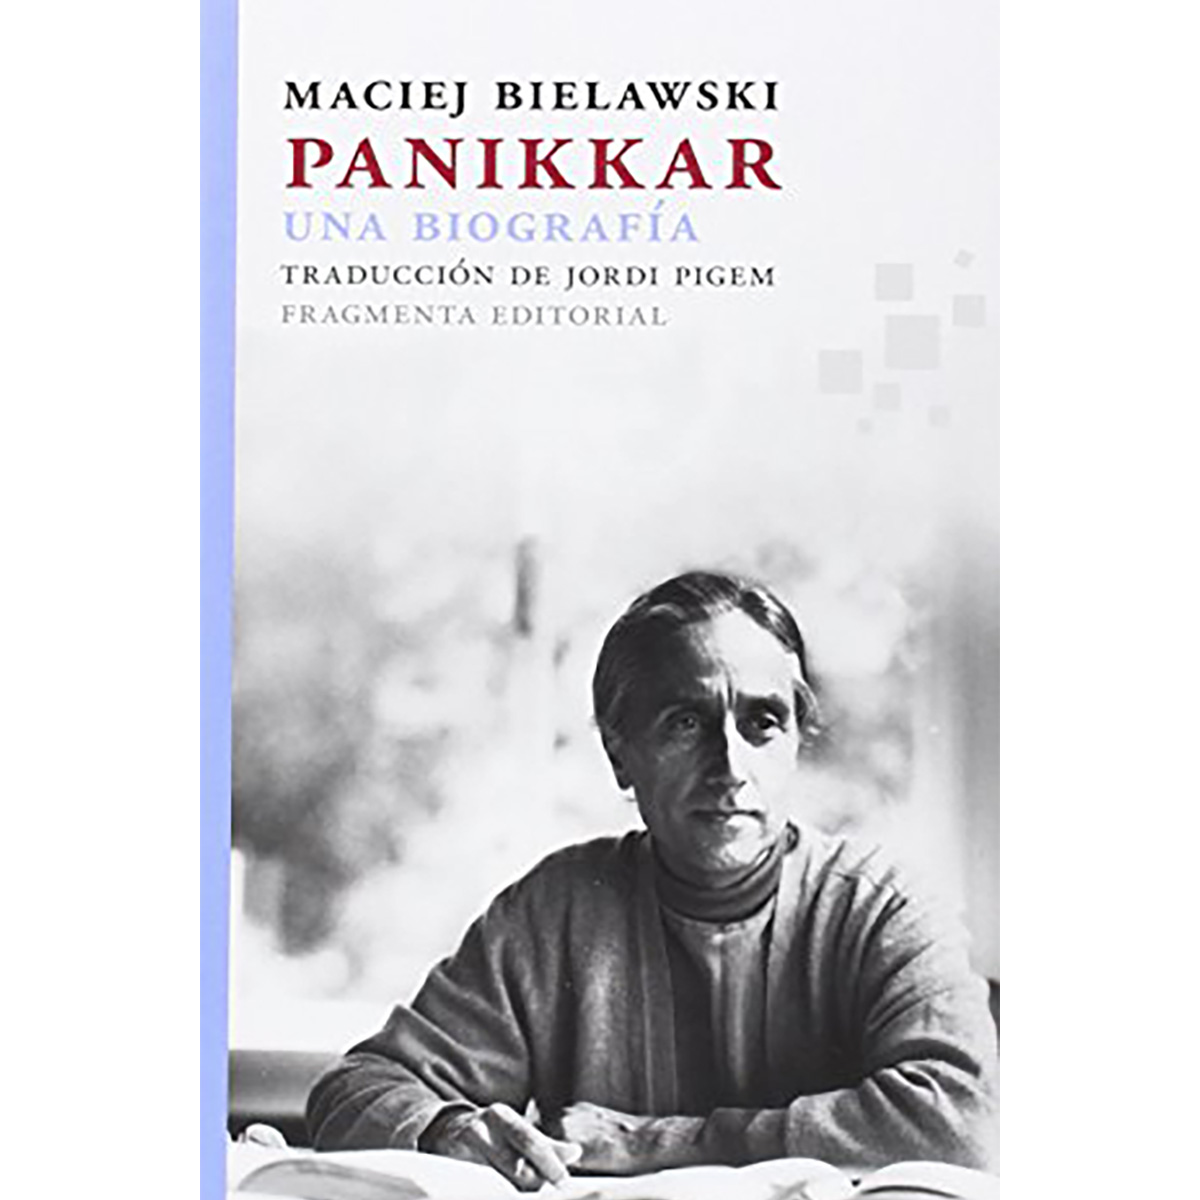 MACIEJ BIELAWSKI
PANIKKAR
UNA BIOGRAFÍA
TRADUCCIÓN DE JORDI PIGEM
FRAGMENTA EDITORIAL